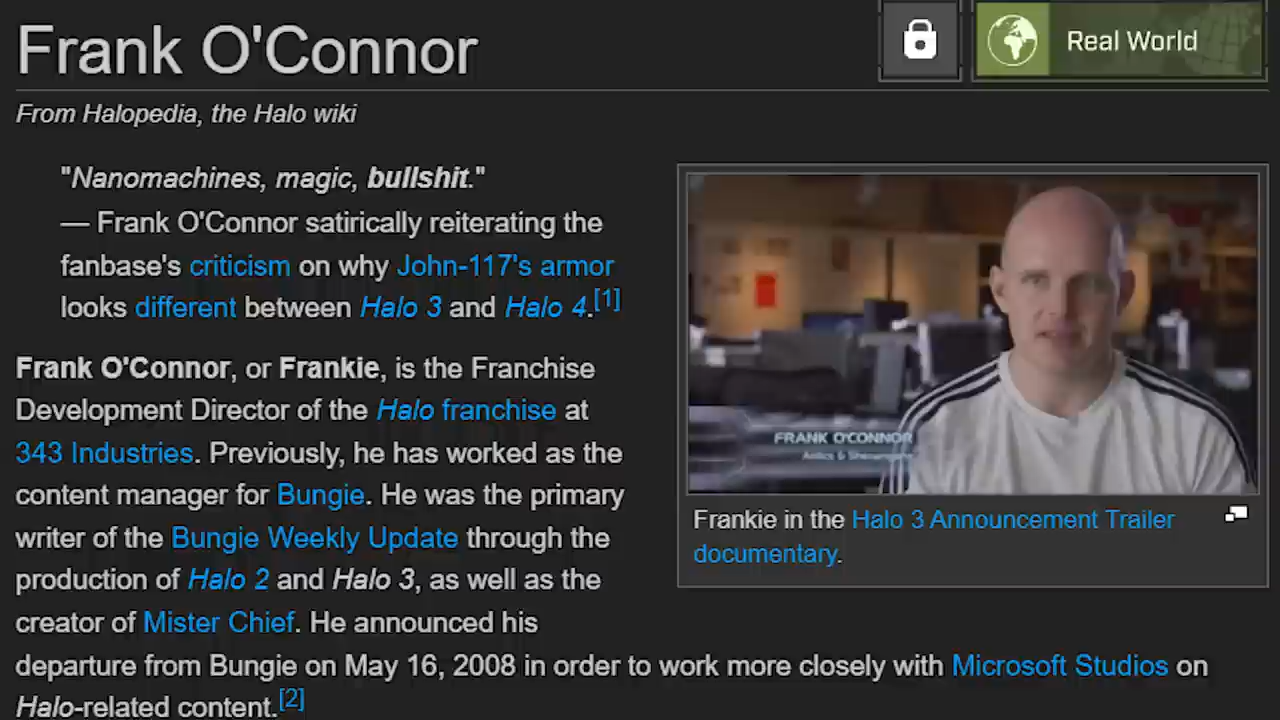 Frank O'Connor
Real World
From Halopedia, the Halo wiki
"Nanomachines, magic, bullshit."
— Frank O'Connor satirically reiterating the
fanbase's criticism on why John-117's armor
looks different between Halo 3 and Halo 4.[1]
Frank O'Connor, or Frankie, is the Franchise
Development Director of the Halo franchise at
343 Industries. Previously, he has worked as the
content manager for Bungie. He was the primary
writer of the Bungie Weekly Update through the
production of Halo 2 and Halo 3, as well as the
creator of Mister Chief. He announced his
departure from Bungie on May 16, 2008 in order to work more closely with Microsoft Studios on
Halo-related content.[2]
FRANK O'CONNOR
Antics & Shenanigans
Frankie in the Halo 3 Announcement Trailer
documentary.